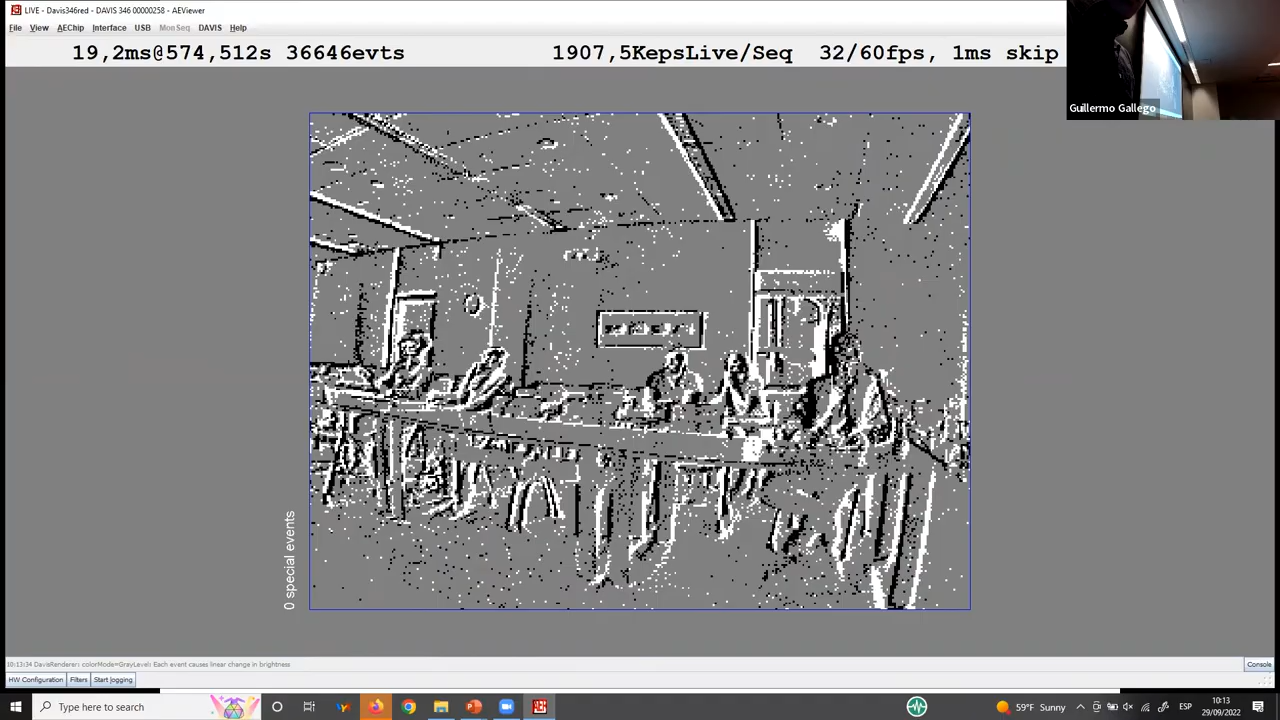 LIVE - Davis346red - DAVIS 346 00000258 - AEViewer
File View AEChip Interface USB MonSeq DAVIS Help
19,2ms@574,512s 36646evts 1907,5KepsLive/Seq 32/60fps, 1ms skip
Guillermo Gallego
0 special events
10:13:34 DavisRenderer: colorMode=GrayLevel: Each event causes linear change in brightness
Console
HW Configuration Filters Start logging
Type here to search
59°F Sunny
ESP
10:13
29/09/2022